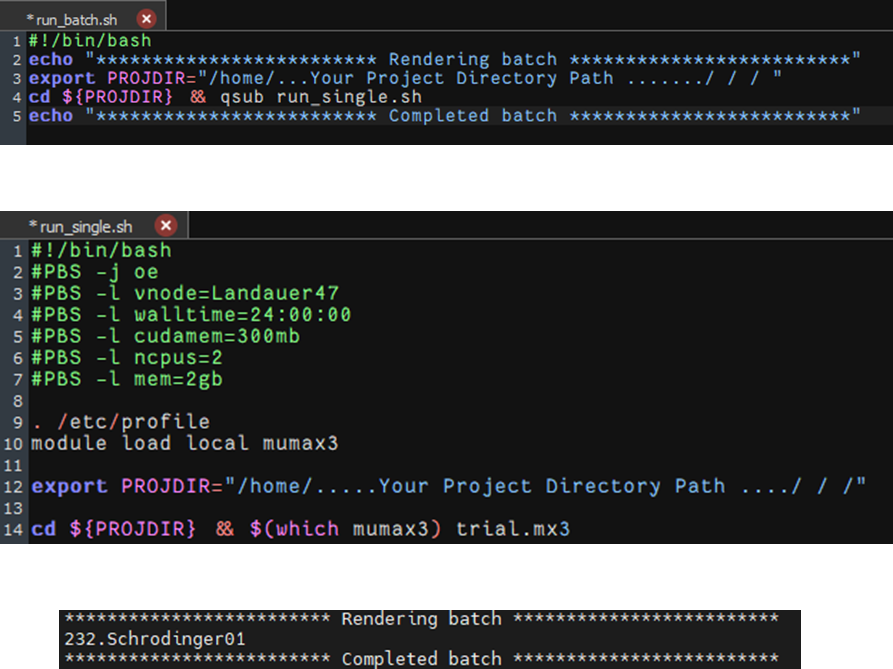 *run_batch.sh
1 #!/bin/bash
2 echo "************************* Rendering batch *************************"
3 export PROJDIR="/home/...Your Project Directory Path ......./ / / "
4 cd ${PROJDIR} && qsub run_single.sh
5 echo "************************* Completed batch *************************"
*run_single.sh
1 #!/bin/bash
2 #PBS -j oe
3 #PBS -l vnode=Landauer47
4 #PBS -l walltime=24:00:00
5 #PBS -l cudamem=300mb
6 #PBS -l ncpus=2
7 #PBS -l mem=2gb
8
9 . /etc/profile
10 module load local mumax3
11
12 export PROJDIR="/home/.....Your Project Directory Path ..../ / /"
13
14 cd ${PROJDIR} && $(which mumax3) trial.mx3
************************* Rendering batch *************************
232.Schrodinger01
************************* Completed batch *************************